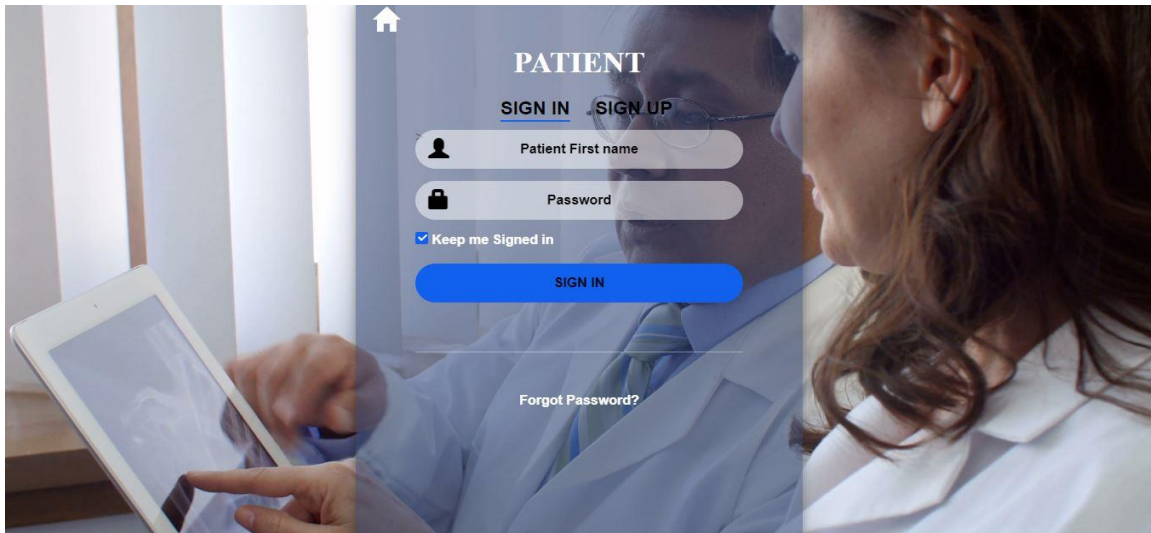 PATIENT
SIGN IN SIGN UP
Patient First name
Password
Keep me Signed in
SIGN IN
Forgot Password?